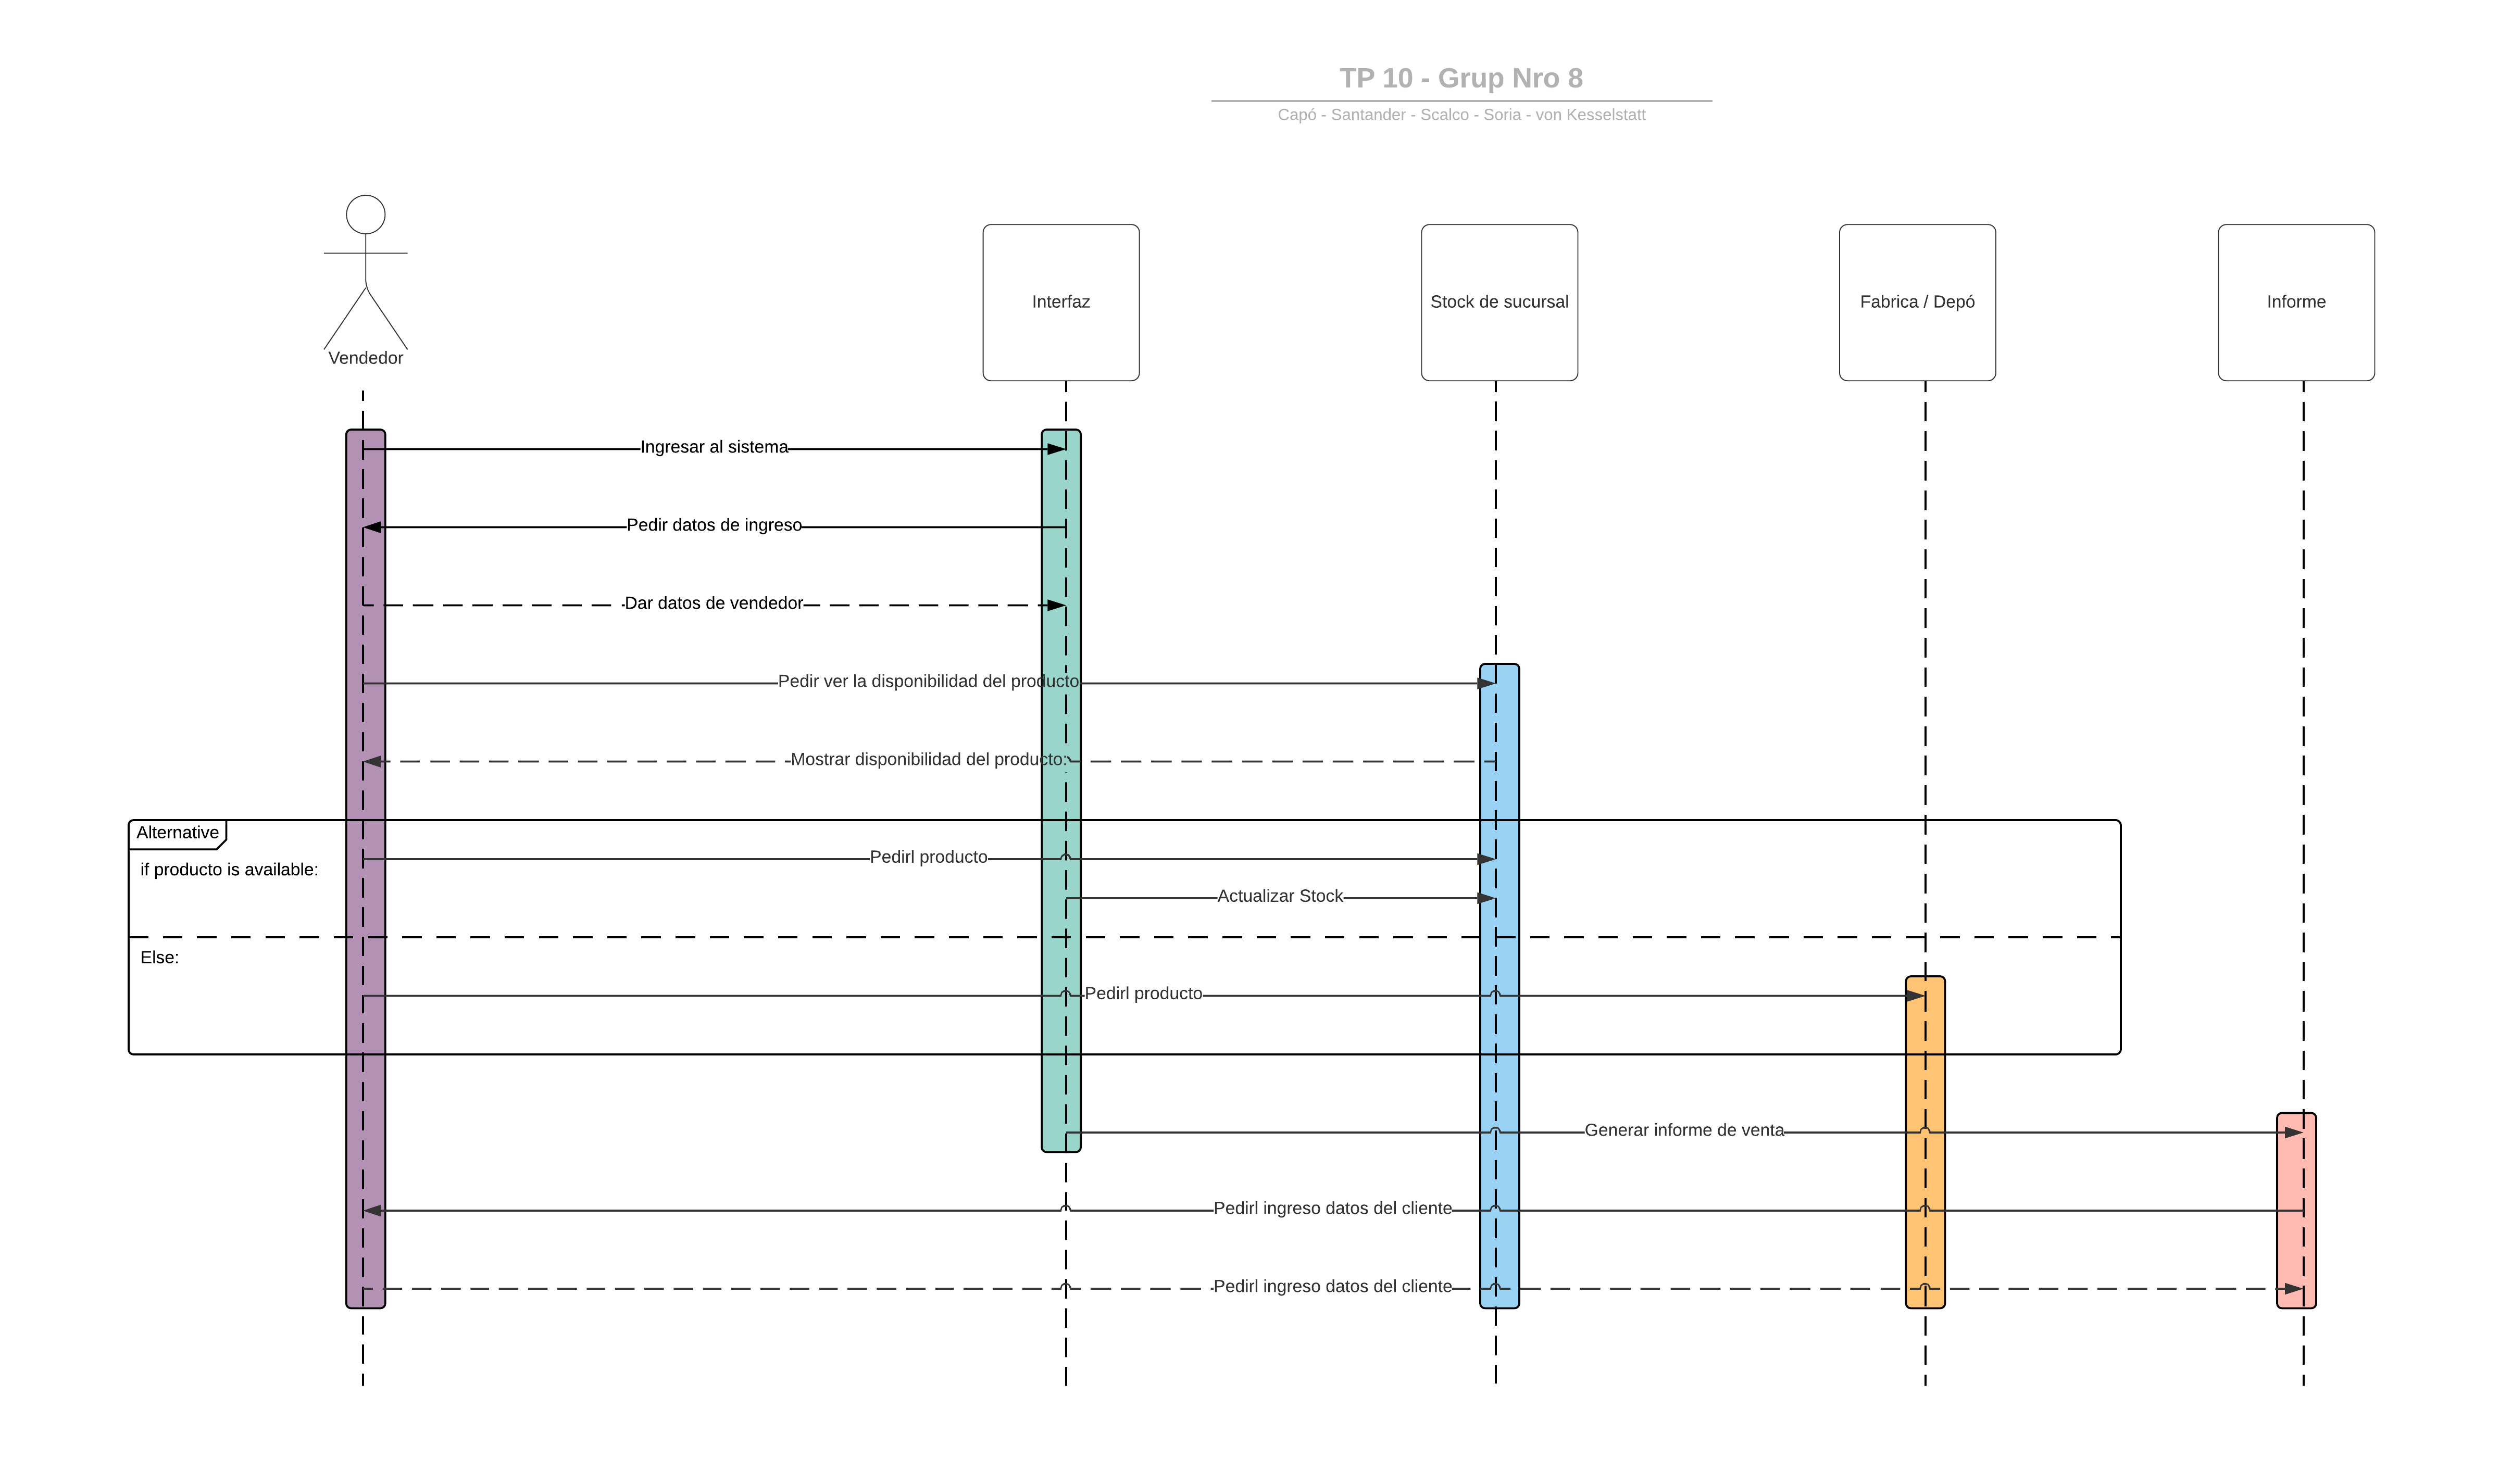 TP 10 - Grup Nro 8
Capó - Santander - Scalco - Soria - von Kesselstatt
Vendedor
Interfaz
Stock de sucursal
Fabrica / Depó
Informe
Ingresar al sistema
Pedir datos de ingreso
Dar datos de vendedor
Pedir ver la disponibilidad del producto
Mostrar disponibilidad del producto:
Alternative
if producto is available:
Pedirl producto
Actualizar Stock
Else:
Pedirl producto
Generar informe de venta
Pedirl ingreso datos del cliente
Pedirl ingreso datos del cliente